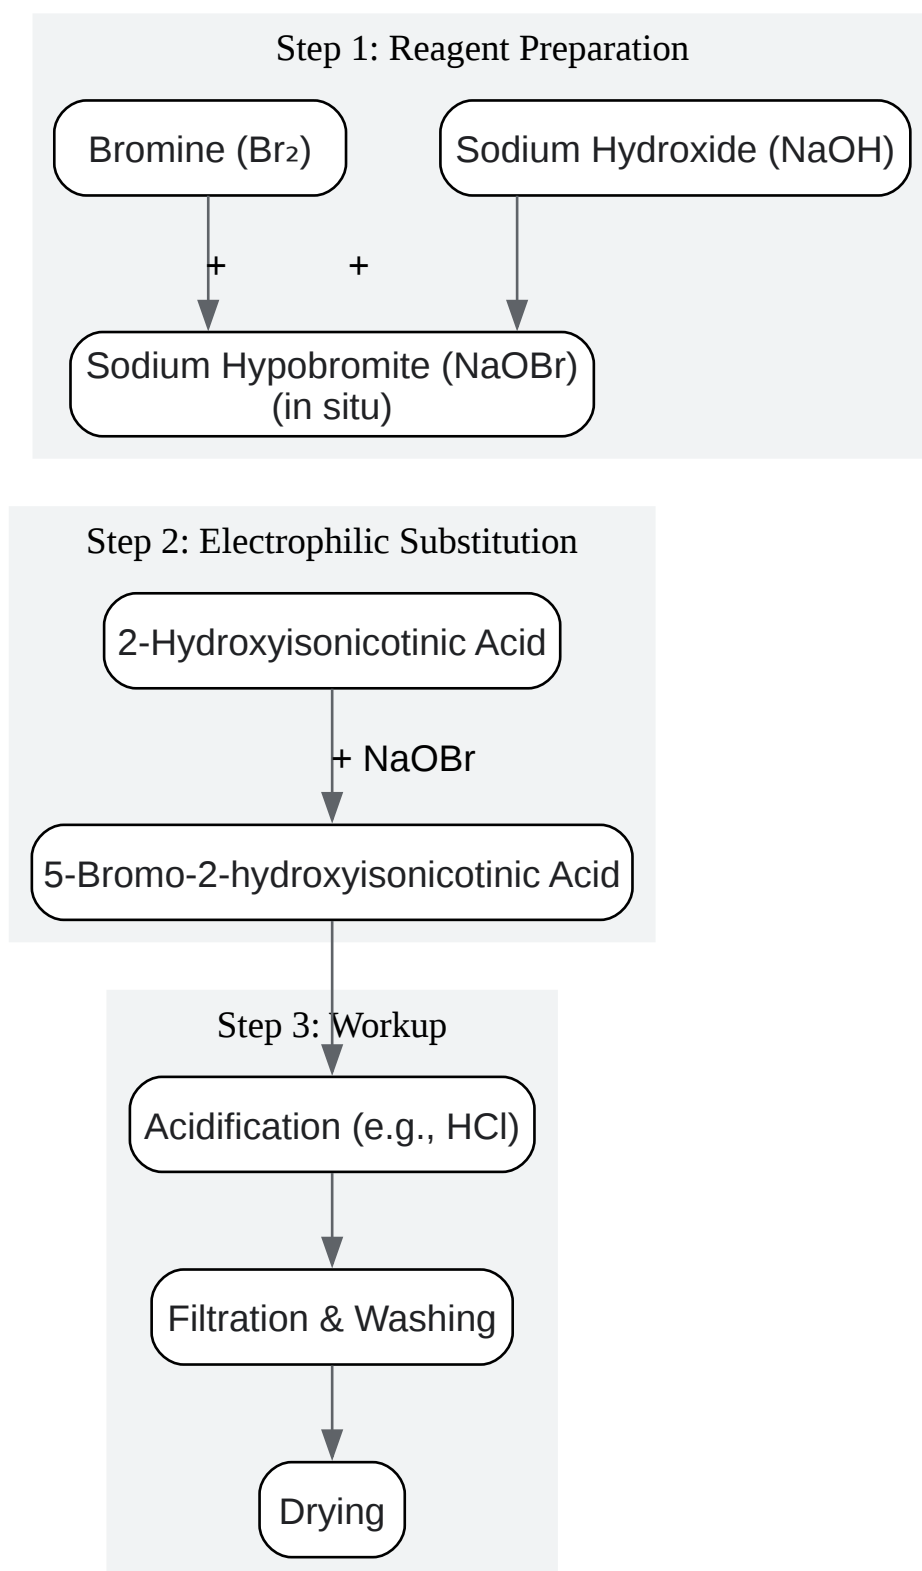 Step 1: Reagent Preparation
Bromine (Br₂)
Sodium Hydroxide (NaOH)
+
+
Sodium Hypobromite (NaOBr)
(in situ)
Step 2: Electrophilic Substitution
2-Hydroxyisonicotinic Acid
+ NaOBr
5-Bromo-2-hydroxyisonicotinic Acid
Step 3: Workup
Acidification (e.g., HCl)
Filtration & Washing
Drying